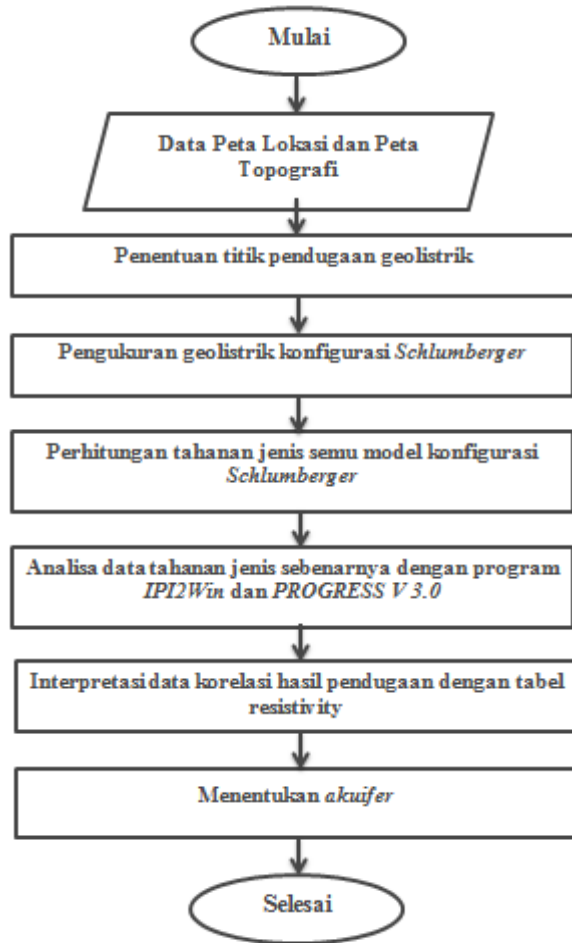 Mulai
Data Peta Lokasi dan Peta
Topografi
Penentuan titik pendugaan geolistrik
Pengukuran geolistrik konfigurasi Schlumberger
Perhitungan tahanan jenis semu model konfigurasi
Schlumberger
Analisa data tahanan jenis sebenarnya dengan program
IPI2Win dan PROGRESS V 3.0
Interpretasi data korelasi hasil pendugaan dengan tabel
resistivity
Menentukan akuifer
Selesai